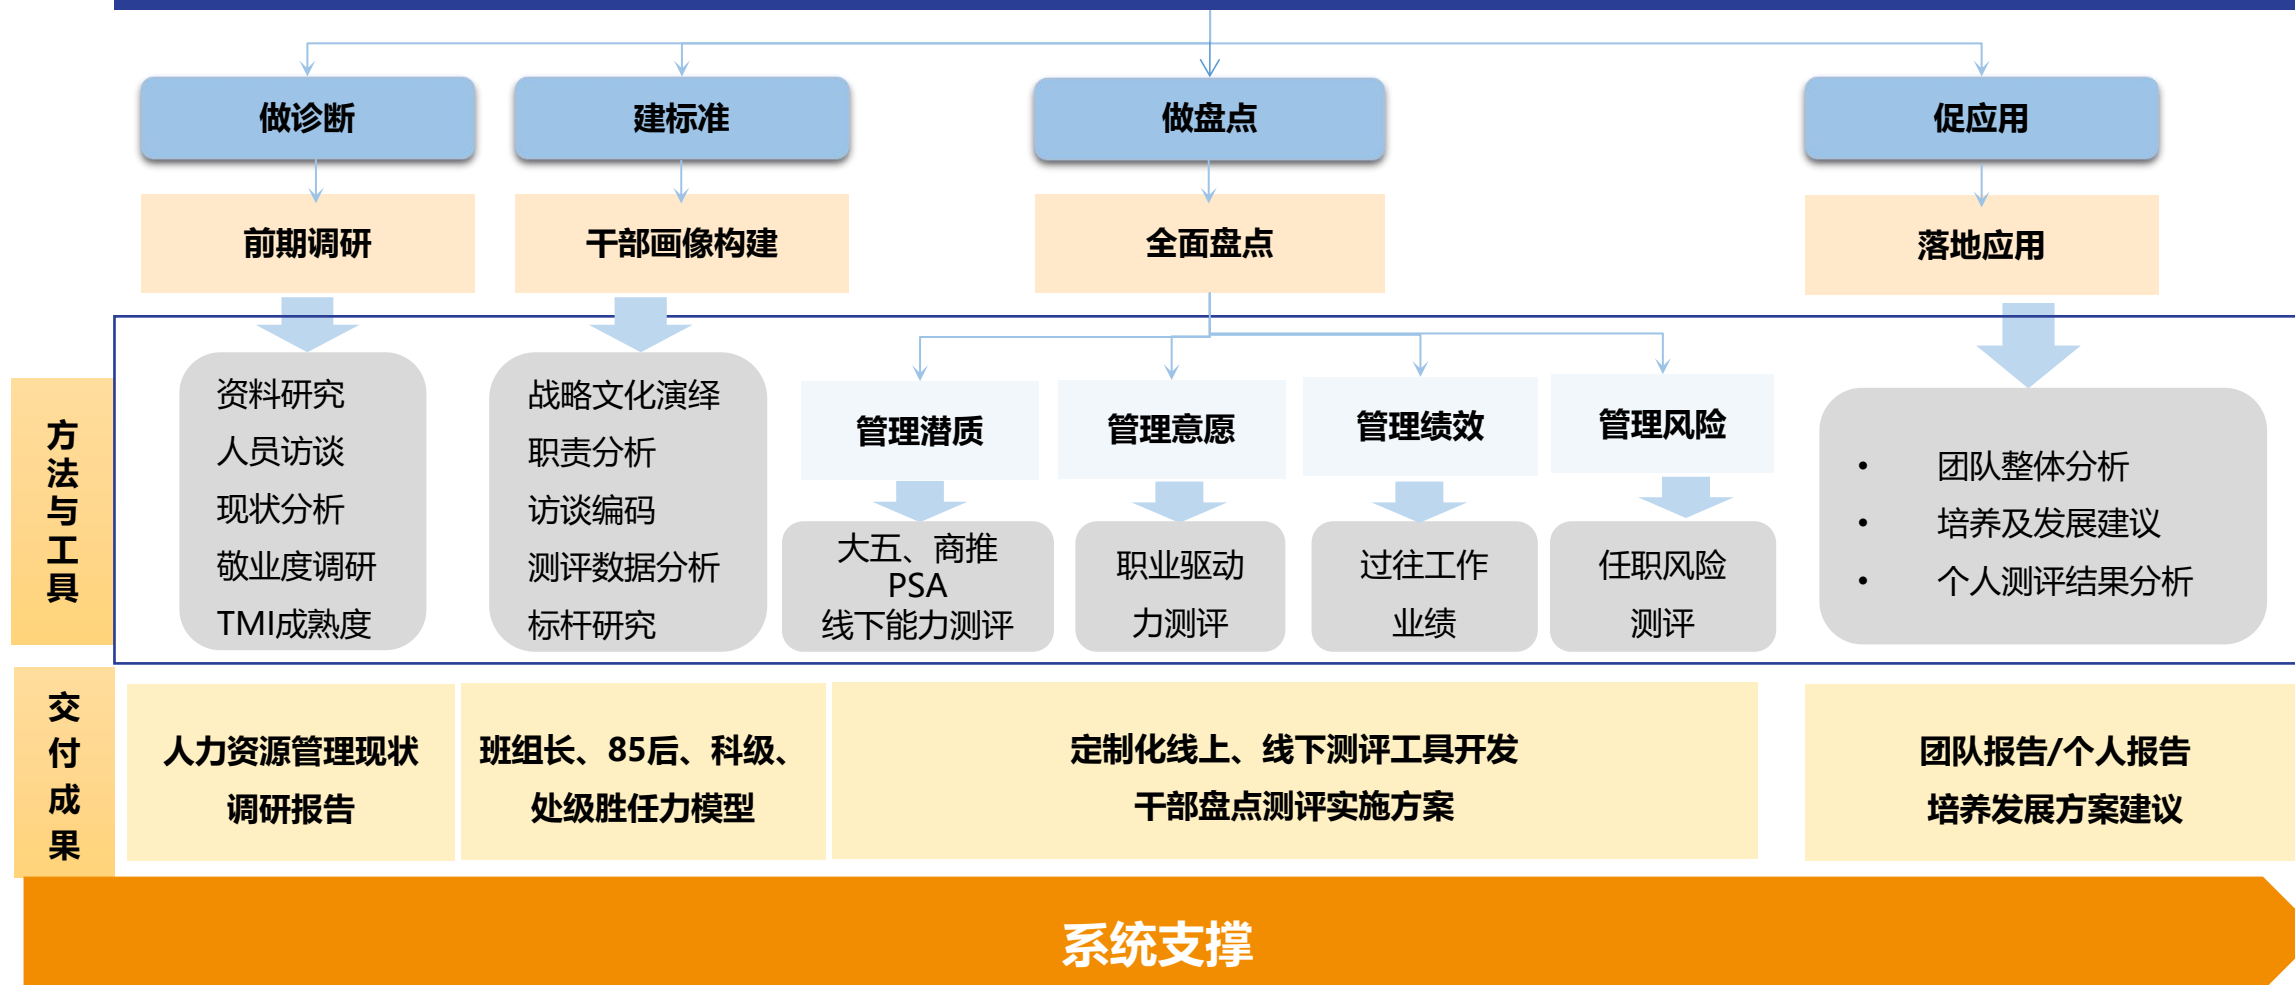 做诊断
建标准
做盘点
促应用
前期调研
干部画像构建
全面盘点
落地应用
方法与工具
资料研究
人员访谈
现状分析
敬业度调研
TMI成熟度
战略文化演绎
职责分析
访谈编码
测评数据分析
标杆研究
管理潜质
管理意愿
管理绩效
管理风险
大五、商推
PSA
线下能力测评
职业驱动
力测评
过往工作
业绩
任职风险
测评
• 团队整体分析
• 培养及发展建议
• 个人测评结果分析
交付成果
人力资源管理现状
调研报告
班组长、85后、科级、
处级胜任力模型
定制化线上、线下测评工具开发
干部盘点测评实施方案
团队报告/个人报告
培养发展方案建议
系统支撑